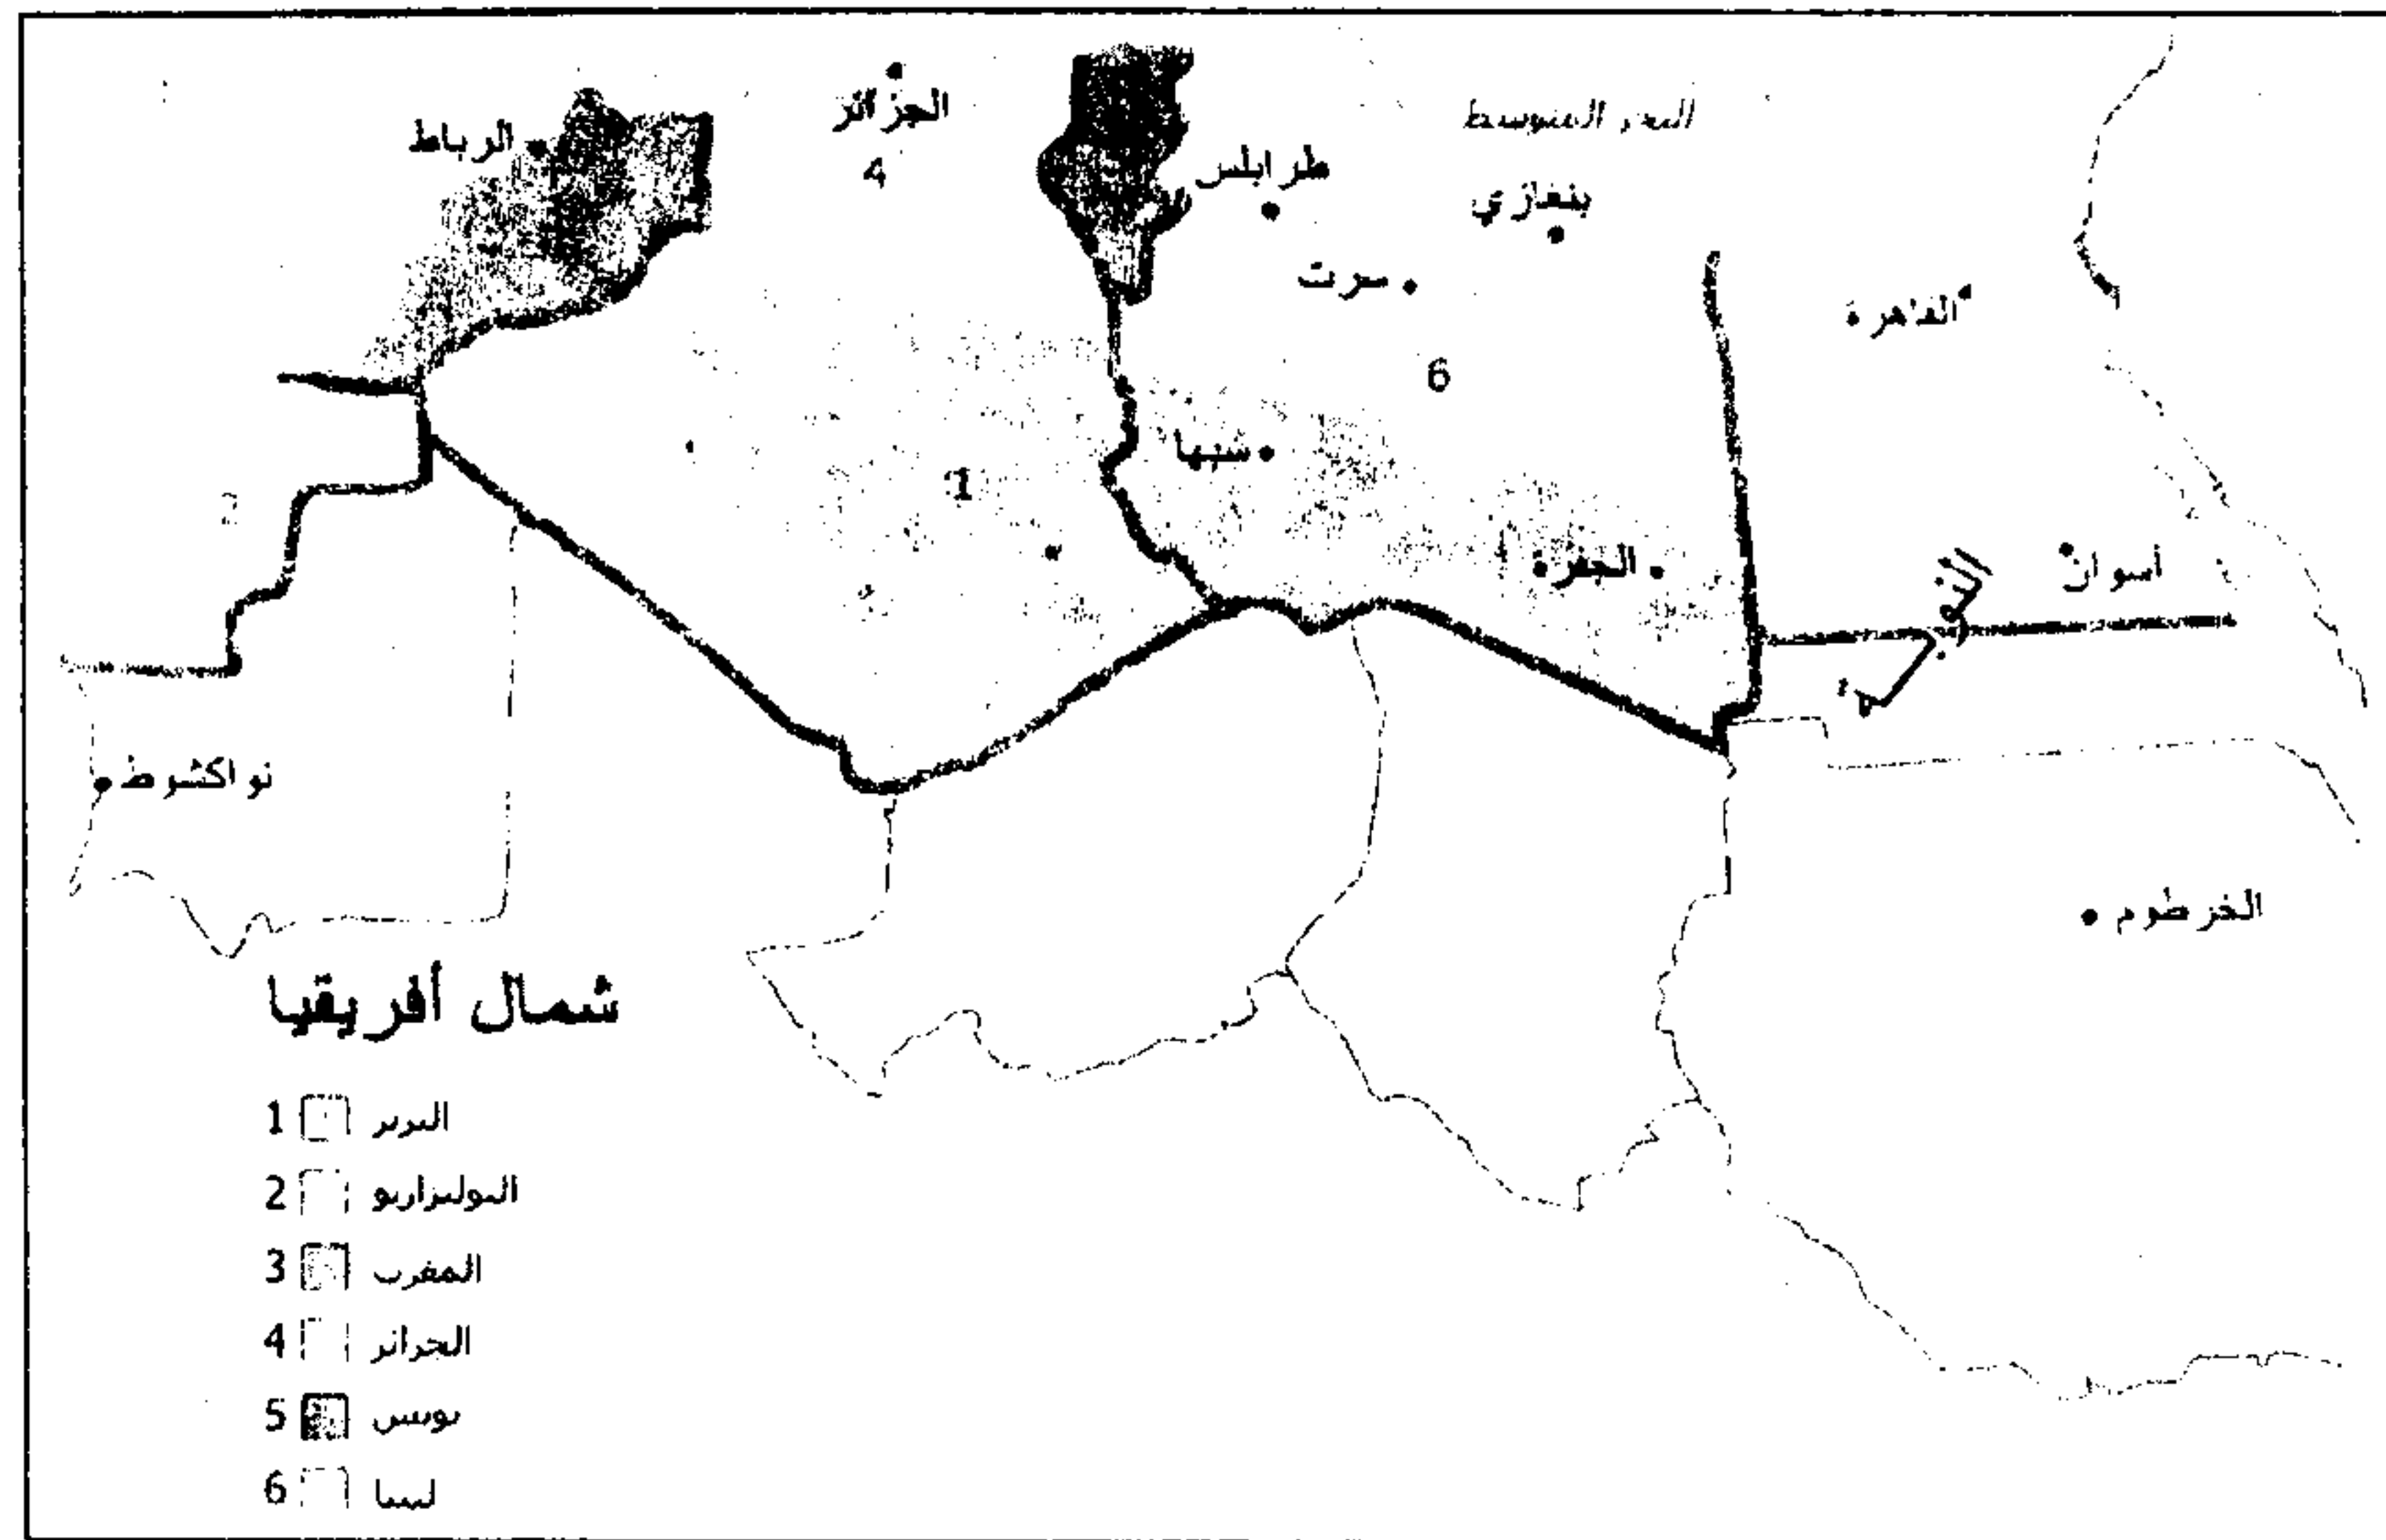 الجزائر
4
الرباط
البحر المتوسط
طرابلس
بنغازي
سرت
القاهرة
6
سبها
1
2
الجفرة
أسوان
النوبة
نواكشوط
الخرطوم
شمال أفريقيا
1 البربر
2 البوليزاريو
3 المغرب
4 الجزائر
5 تونس
6 ليبيا